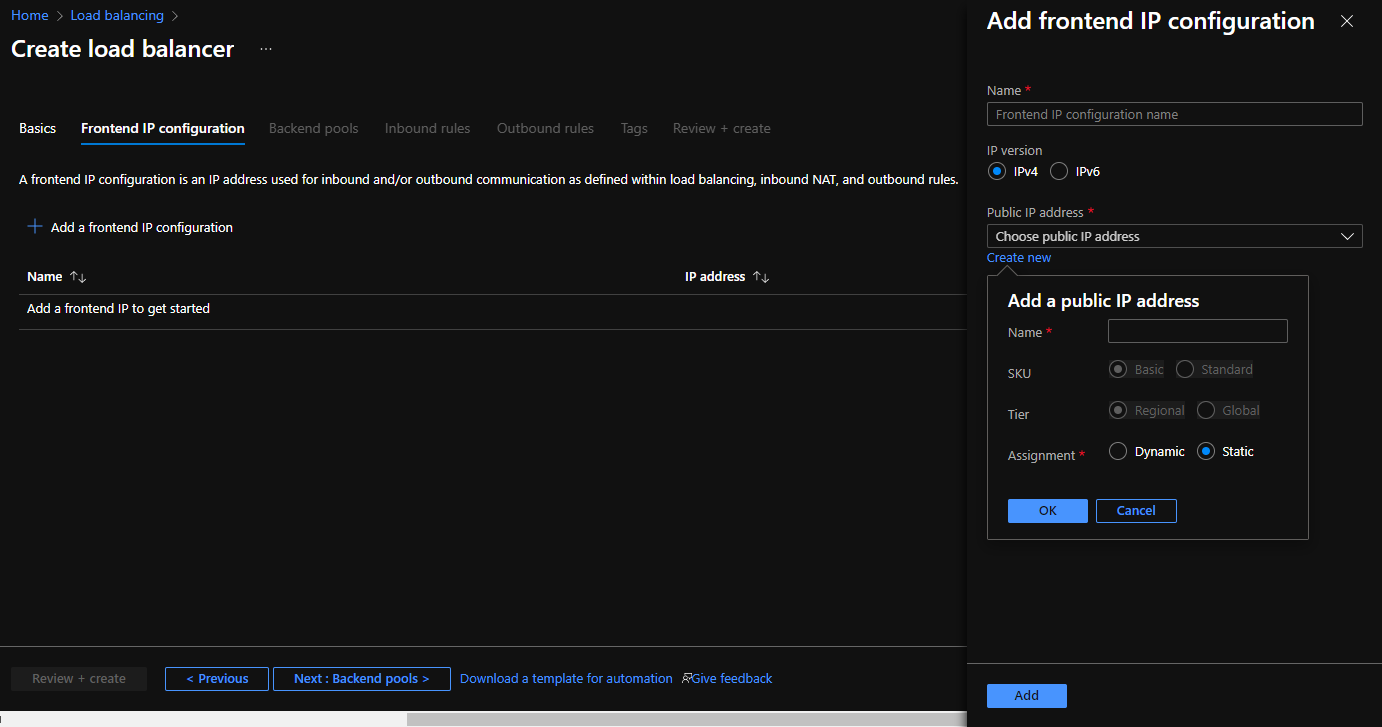 Home > Load balancing >
Create load balancer ...
Basics Frontend IP configuration Backend pools Inbound rules Outbound rules Tags Review + create
A frontend IP configuration is an IP address used for inbound and/or outbound communication as defined within load balancing, inbound NAT, and outbound rules.
+ Add a frontend IP configuration
Name ↑↓ IP address ↑↓
Add a frontend IP to get started
Review + create < Previous Next : Backend pools > Download a template for automation Give feedback
Add frontend IP configuration
Name *
Frontend IP configuration name
IP version
IPv4 IPv6
Public IP address *
Choose public IP address
Create new
Add a public IP address
Name *
SKU Basic Standard
Tier Regional Global
Assignment * Dynamic Static
OK Cancel
Add